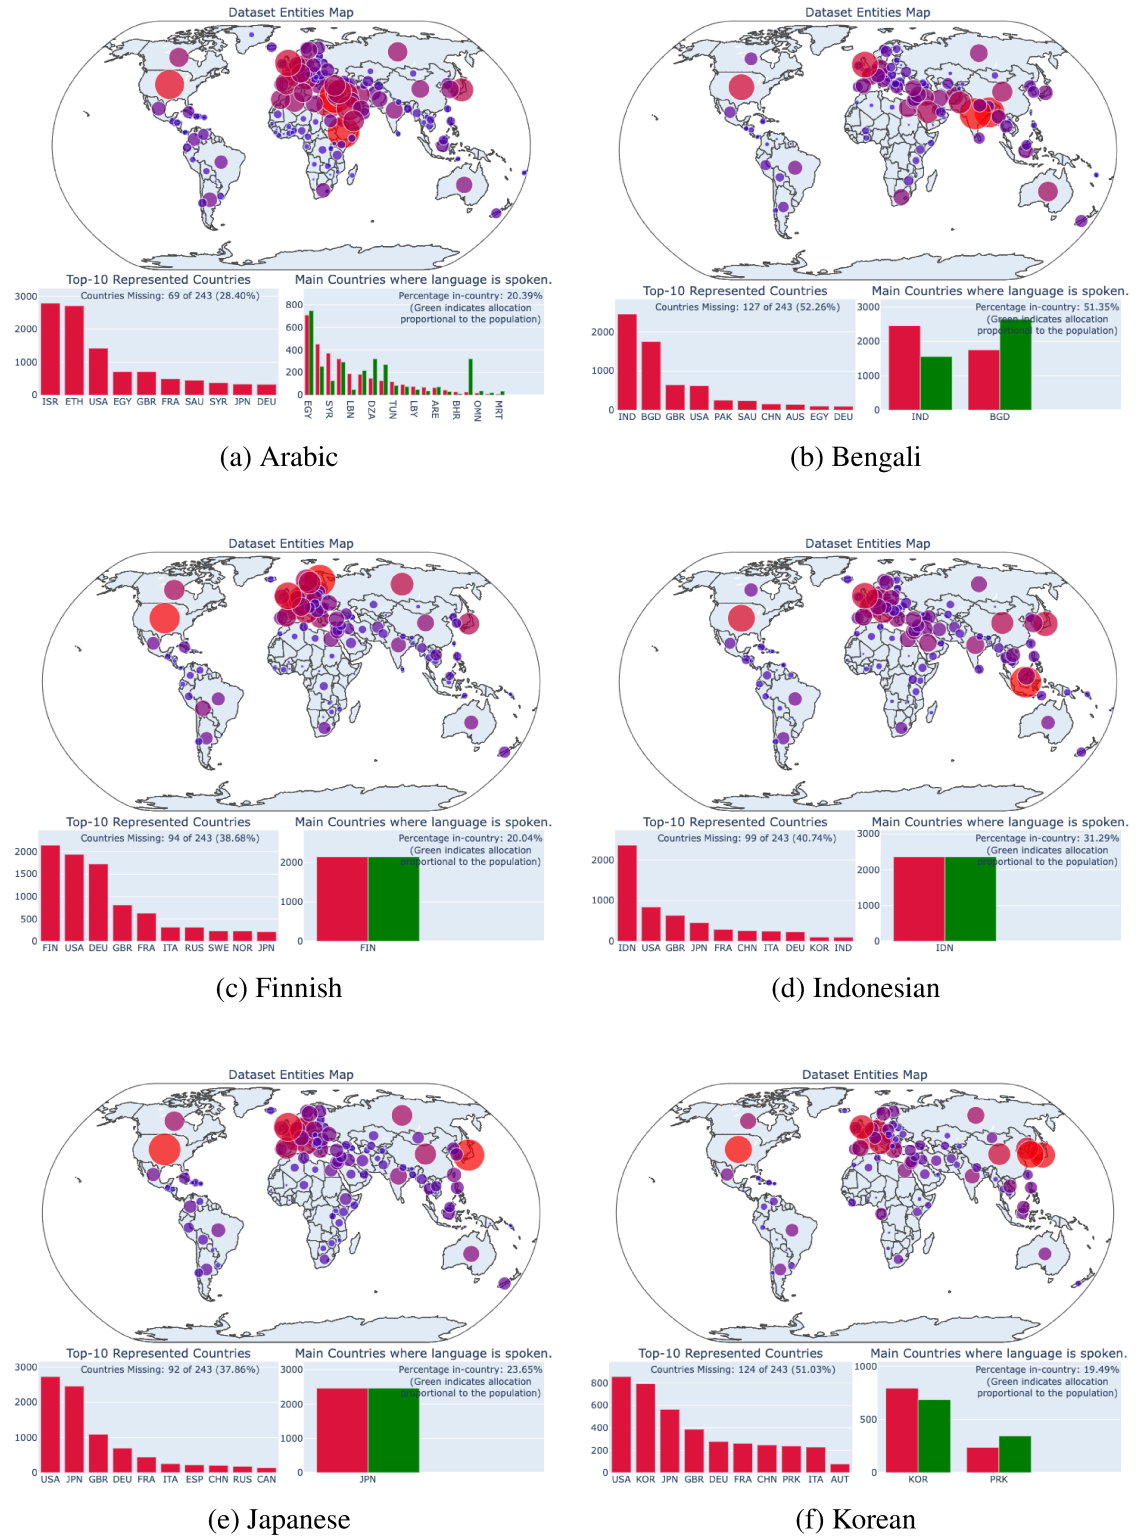 Dataset Entities Map
Top-10 Represented Countries
Countries Missing: 69 of 243 (28.40%)
3000
2000
1000
0
ISR ETH USA EGY GBR FRA SAU SYR JPN DEU
Main Countries where language is spoken.
Percentage in-country: 20.39%
(Green indicates allocation
proportional to the population)
800
600
400
200
0
EGY SYR LBN DZA TUN LBY ARE BHR OMN MRT
(a) Arabic
Dataset Entities Map
Top-10 Represented Countries
Countries Missing: 127 of 243 (52.26%)
2000
1000
0
IND BGD GBR USA PAK SAU CHN AUS EGY DEU
Main Countries where language is spoken.
Percentage in-country: 51.35%
(Green indicates allocation
proportional to the population)
3000
2000
1000
0
IND BGD
(b) Bengali
Dataset Entities Map
Top-10 Represented Countries
Countries Missing: 94 of 243 (38.68%)
2000
1500
1000
500
0
FIN USA DEU GBR FRA ITA RUS SWE NOR JPN
Main Countries where language is spoken.
Percentage in-country: 20.04%
(Green indicates allocation
proportional to the population)
2000
1000
0
FIN
(c) Finnish
Dataset Entities Map
Top-10 Represented Countries
Countries Missing: 99 of 243 (40.74%)
2000
1000
0
IDN USA GBR JPN FRA CHN ITA DEU KOR IND
Main Countries where language is spoken.
Percentage in-country: 31.29%
(Green indicates allocation
proportional to the population)
3000
2000
1000
0
IDN
(d) Indonesian
Dataset Entities Map
Top-10 Represented Countries
Countries Missing: 92 of 243 (37.86%)
3000
2000
1000
0
USA JPN GBR DEU FRA ITA ESP CHN RUS CAN
Main Countries where language is spoken.
Percentage in-country: 23.65%
(Green indicates allocation
proportional to the population)
3000
2000
1000
0
JPN
(e) Japanese
Dataset Entities Map
Top-10 Represented Countries
Countries Missing: 124 of 243 (51.03%)
800
600
400
200
0
USA KOR JPN GBR DEU FRA CHN PRK ITA AUT
Main Countries where language is spoken.
Percentage in-country: 19.49%
(Green indicates allocation
proportional to the population)
1000
500
0
KOR PRK
(f) Korean